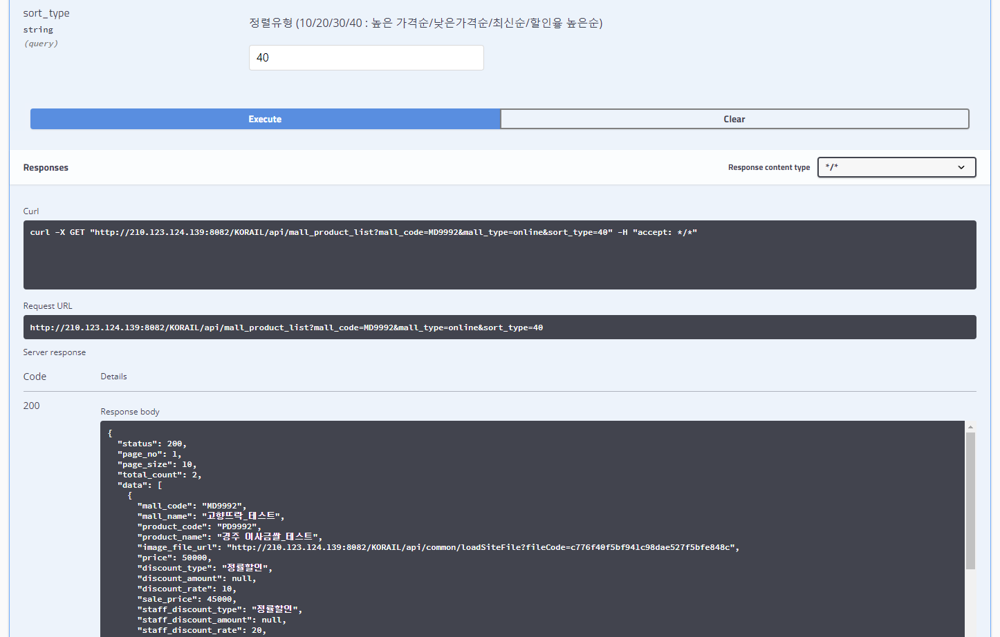 sort_type
string
(query)
정렬유형 (10/20/30/40 : 높은 가격순/낮은가격순/최신순/할인율 높은순)
40
Execute
Clear
Responses
Response content type
*/*
Curl
curl -X GET "http://210.123.124.139:8082/KORAIL/api/mall_product_list?mall_code=MD9992&mall_type=online&sort_type=40" -H "accept: */*"
Request URL
http://210.123.124.139:8082/KORAIL/api/mall_product_list?mall_code=MD9992&mall_type=online&sort_type=40
Server response
Code
Details
200
Response body
{
"status": 200,
"page_no": 1,
"page_size": 10,
"total_count": 2,
"data": [
{
"mall_code": "MD9992",
"mall_name": "고향뜨락_테스트",
"product_code": "PD9992",
"product_name": "경주 이사금쌀_테스트",
"image_file_url": "http://210.123.124.139:8082/KORAIL/api/common/loadSiteFile?fileCode=c776f40f5bf941c98dae527f5bfe848c",
"price": 50000,
"discount_type": "정률할인",
"discount_amount": null,
"discount_rate": 10,
"sale_price": 45000,
"staff_discount_type": "정률할인",
"staff_discount_amount": null,
"staff_discount_rate": 20,